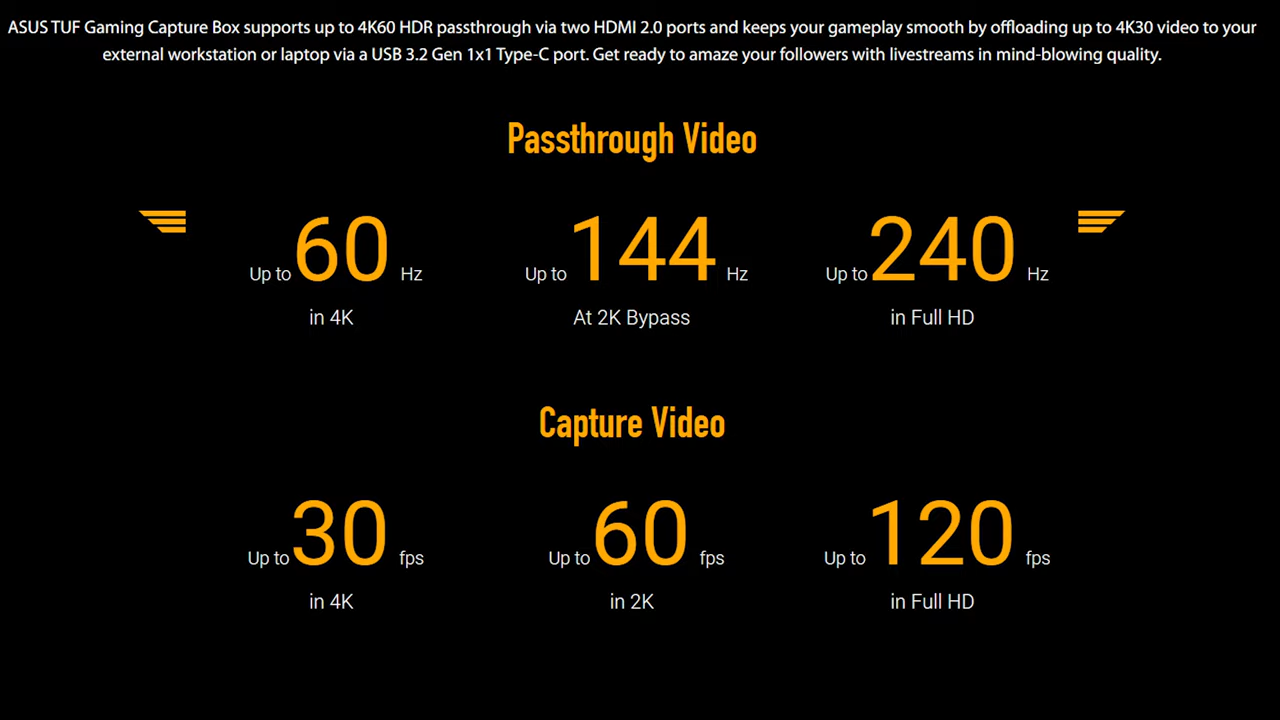 ASUS TUF Gaming Capture Box supports up to 4K60 HDR passthrough via two HDMI 2.0 ports and keeps your gameplay smooth by offloading up to 4K30 video to your
external workstation or laptop via a USB 3.2 Gen 1x1 Type-C port. Get ready to amaze your followers with livestreams in mind-blowing quality.
Passthrough Video
Up to 60 Hz
in 4K
Up to 144 Hz
At 2K Bypass
Up to 240 Hz
in Full HD
Capture Video
Up to 30 fps
in 4K
Up to 60 fps
in 2K
Up to 120 fps
in Full HD